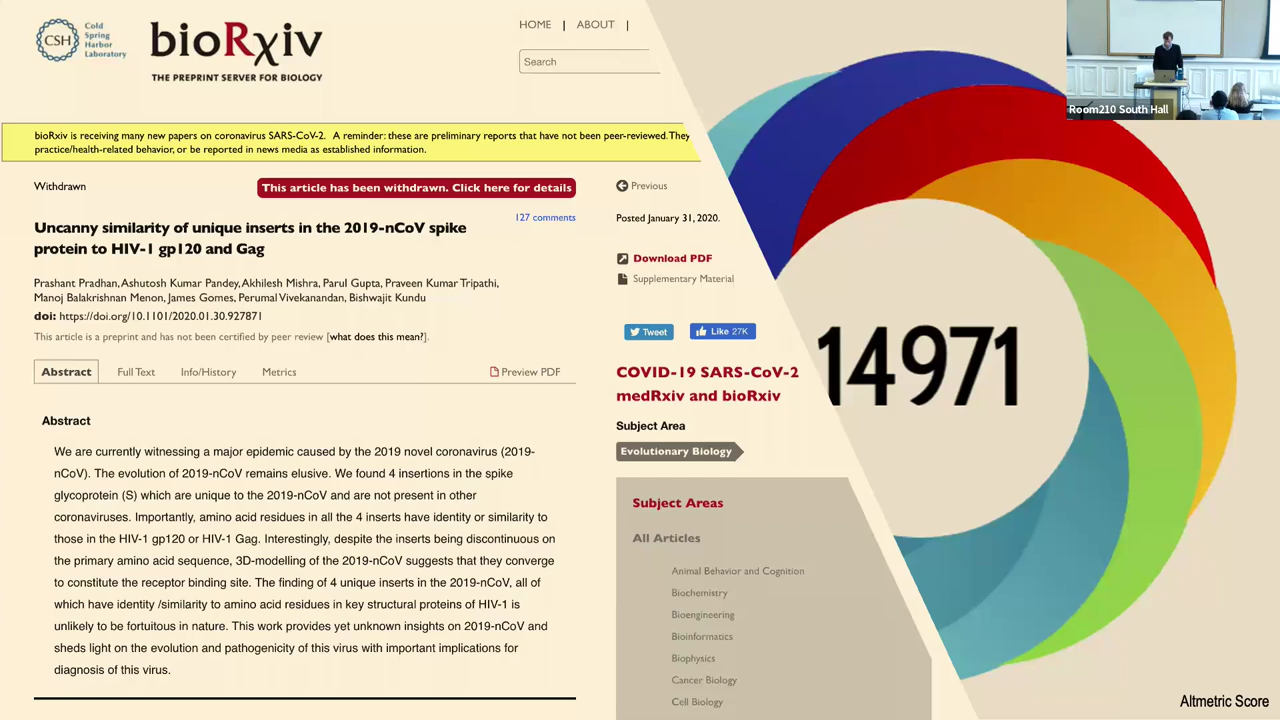 CSH
Cold
Spring
Harbor
Laboratory
bioRxiv
THE PREPRINT SERVER FOR BIOLOGY
HOME | ABOUT |
Search
bioRxiv is receiving many new papers on coronavirus SARS-CoV-2. A reminder: these are preliminary reports that have not been peer-reviewed. They
practice/health-related behavior, or be reported in news media as established information.
Withdrawn
This article has been withdrawn. Click here for details
127 comments
Uncanny similarity of unique inserts in the 2019-nCoV spike
protein to HIV-1 gp120 and Gag
Prashant Pradhan, Ashutosh Kumar Pandey, Akhilesh Mishra, Parul Gupta, Praveen Kumar Tripathi,
Manoj Balakrishnan Menon, James Gomes, Perumal Vivekanandan, Bishwajit Kundu
doi: https://doi.org/10.1101/2020.01.30.927871
This article is a preprint and has not been certified by peer review [what does this mean?].
Abstract Full Text Info/History Metrics Preview PDF
Abstract
We are currently witnessing a major epidemic caused by the 2019 novel coronavirus (2019-
nCoV). The evolution of 2019-nCoV remains elusive. We found 4 insertions in the spike
glycoprotein (S) which are unique to the 2019-nCoV and are not present in other
coronaviruses. Importantly, amino acid residues in all the 4 inserts have identity or similarity to
those in the HIV-1 gp120 or HIV-1 Gag. Interestingly, despite the inserts being discontinuous on
the primary amino acid sequence, 3D-modelling of the 2019-nCoV suggests that they converge
to constitute the receptor binding site. The finding of 4 unique inserts in the 2019-nCoV, all of
which have identity /similarity to amino acid residues in key structural proteins of HIV-1 is
unlikely to be fortuitous in nature. This work provides yet unknown insights on 2019-nCoV and
sheds light on the evolution and pathogenicity of this virus with important implications for
diagnosis of this virus.
Previous
Posted January 31, 2020.
Download PDF
Supplementary Material
Tweet
Like 27K
COVID-19 SARS-CoV-2
medRxiv and bioRxiv
Subject Area
Evolutionary Biology
Subject Areas
All Articles
Animal Behavior and Cognition
Biochemistry
Bioengineering
Bioinformatics
Biophysics
Cancer Biology
Cell Biology
14971
Room210 South Hall
Altmetric Score